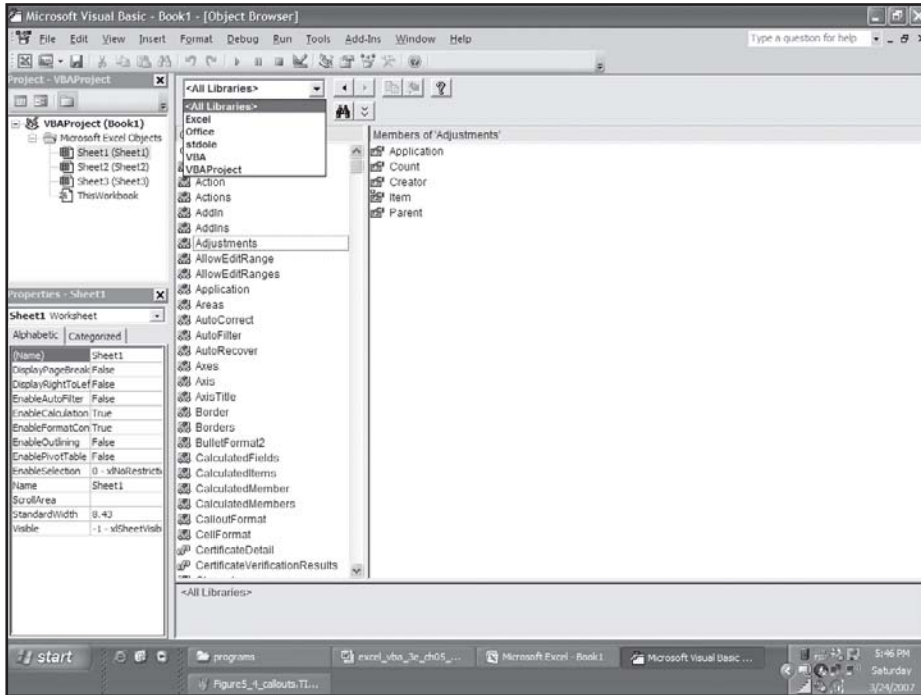 Microsoft Visual Basic - Book1 - [Object Browser]
File Edit View Insert Format Debug Run Tools Add-Ins Window Help
Type a question for help
Project - VBAProject
VBAProject (Book1)
Microsoft Excel Objects
Sheet1 (Sheet1)
Sheet2 (Sheet2)
Sheet3 (Sheet3)
ThisWorkbook
Properties - Sheet1
Sheet1 Worksheet
Alphabetic Categorized
(Name) Sheet1
DisplayPageBreak False
DisplayRightToLef False
EnableAutoFilter False
EnableCalculation True
EnableFormatCon True
EnableOutlining False
EnablePivotTable False
EnableSelection 0 - xlNoRestricti
Name Sheet1
ScrollArea
StandardWidth 8.43
Visible -1 - xlSheetVisib
<All Libraries>
<All Libraries>
Excel
Office
stdole
VBA
VBAProject
Action
Actions
AddIn
AddIns
Adjustments
AllowEditRange
AllowEditRanges
Application
Areas
AutoCorrect
AutoFilter
AutoRecover
Axes
Axis
AxisTitle
Border
Borders
BulletFormat2
CalculatedFields
CalculatedItems
CalculatedMember
CalculatedMembers
CalloutFormat
CellFormat
CertificateDetail
CertificateVerificationResults
Members of 'Adjustments'
Application
Count
Creator
Item
Parent
<All Libraries>
start
programs
excel_vba_3e_ch05_...
Microsoft Excel - Book1
Microsoft Visual Basic ...
Figure5_4_callouts.TI...
5:46 PM
Saturday
3/24/2007